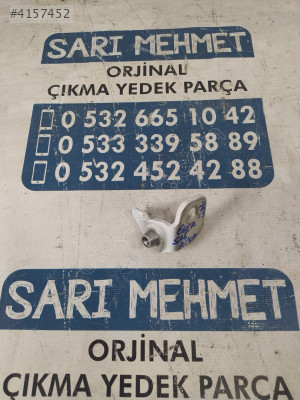 #4157452
SARI MEHMET
ORJİNAL
ÇIKMA YEDEK PARÇA
0 532 665 10 42
0 533 339 58 89
0 532 452 42 88
SARI MEHMET
ORJİNAL
ÇIKMA YEDEK PARÇA